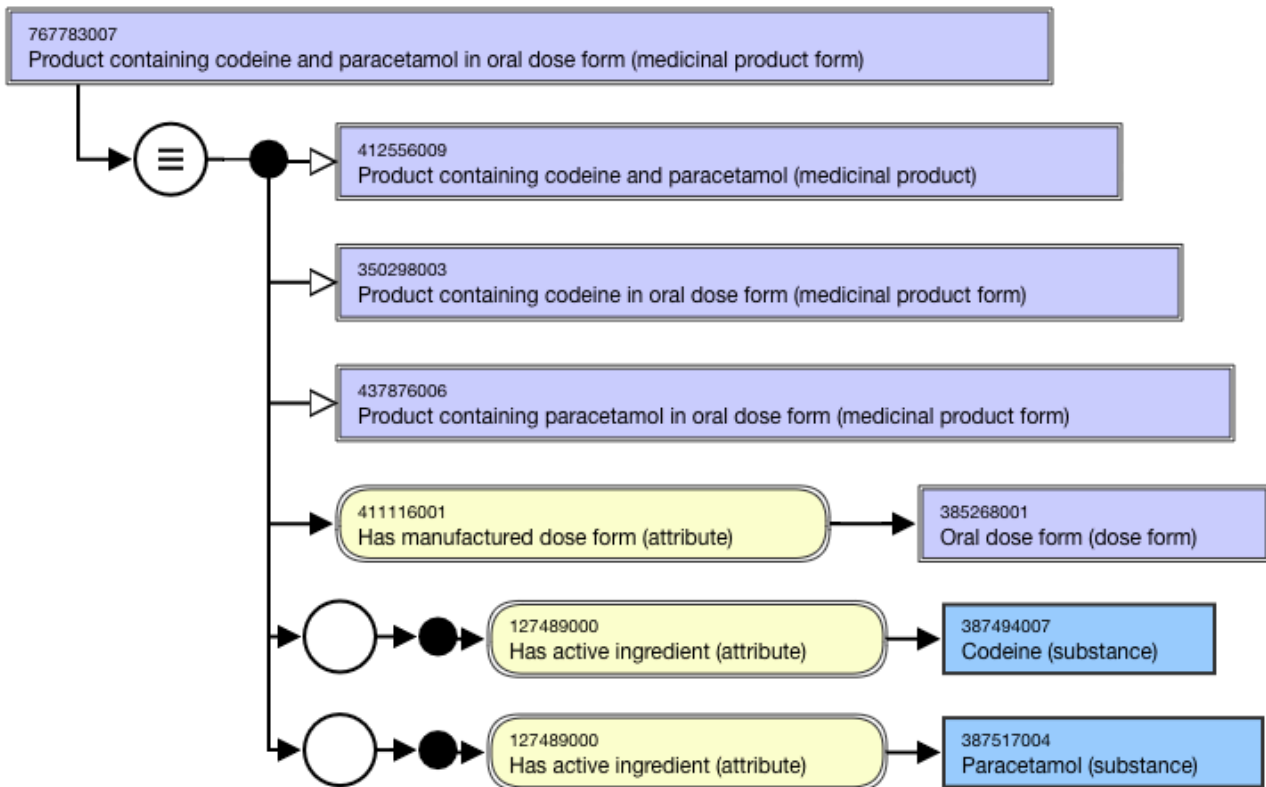 767783007
Product containing codeine and paracetamol in oral dose form (medicinal product form)
412556009
Product containing codeine and paracetamol (medicinal product)
350298003
Product containing codeine in oral dose form (medicinal product form)
437876006
Product containing paracetamol in oral dose form (medicinal product form)
411116001
Has manufactured dose form (attribute)
385268001
Oral dose form (dose form)
127489000
Has active ingredient (attribute)
387494007
Codeine (substance)
127489000
Has active ingredient (attribute)
387517004
Paracetamol (substance)